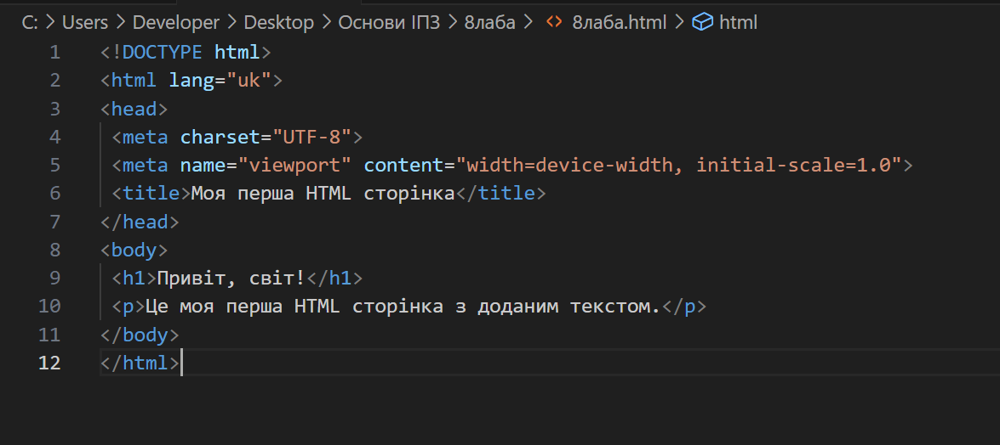 C: > Users > Developer > Desktop > Основи ІПЗ > 8лаба > <> 8лаба.html > html
1 <!DOCTYPE html>
2 <html lang="uk">
3 <head>
4 <meta charset="UTF-8">
5 <meta name="viewport" content="width=device-width, initial-scale=1.0">
6 <title>Моя перша HTML сторінка</title>
7 </head>
8 <body>
9 <h1>Привіт, світ!</h1>
10 <p>Це моя перша HTML сторінка з доданим текстом.</p>
11 </body>
12 </html>